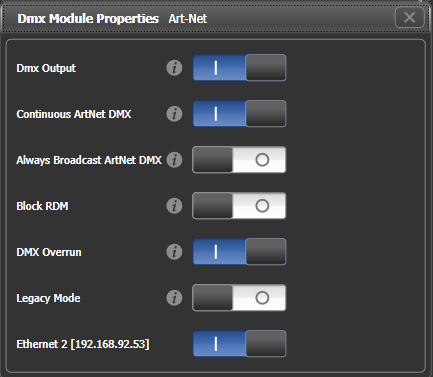 Dmx Module Properties Art-Net
Dmx Output
Continuous ArtNet DMX
Always Broadcast ArtNet DMX
Block RDM
DMX Overrun
Legacy Mode
Ethernet 2 [192.168.92.53]